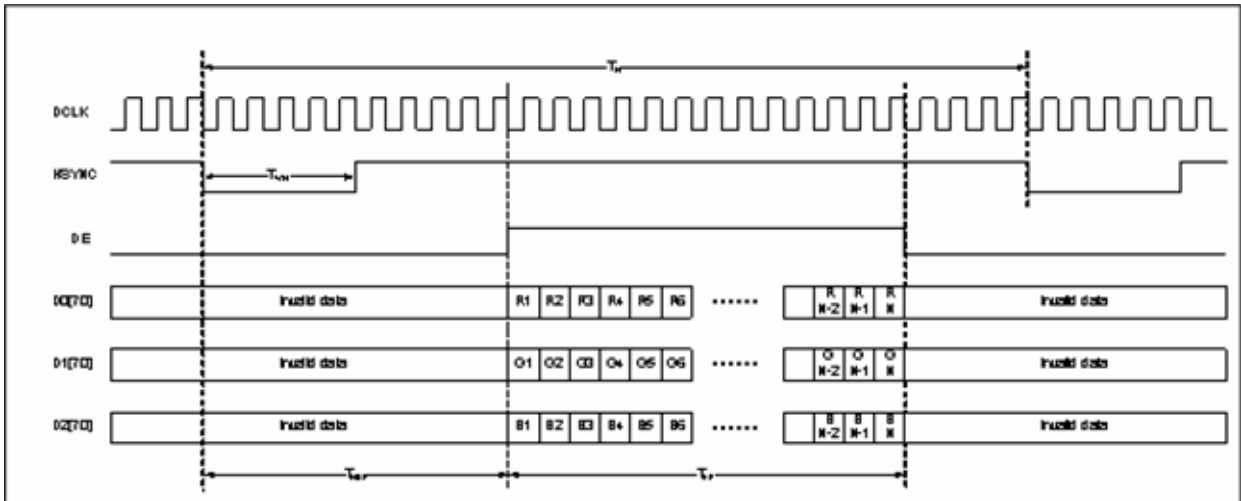 DCLK
HSYNC
DE
D0[7:0] Invalid data R1 R2 R3 R4 R5 R6 ...... R N-2 R N-1 R N Invalid data
D1[7:0] Invalid data G1 G2 G3 G4 G5 G6 ...... G N-2 G N-1 G N Invalid data
D2[7:0] Invalid data B1 B2 B3 B4 B5 B6 ...... B N-2 B N-1 B N Invalid data